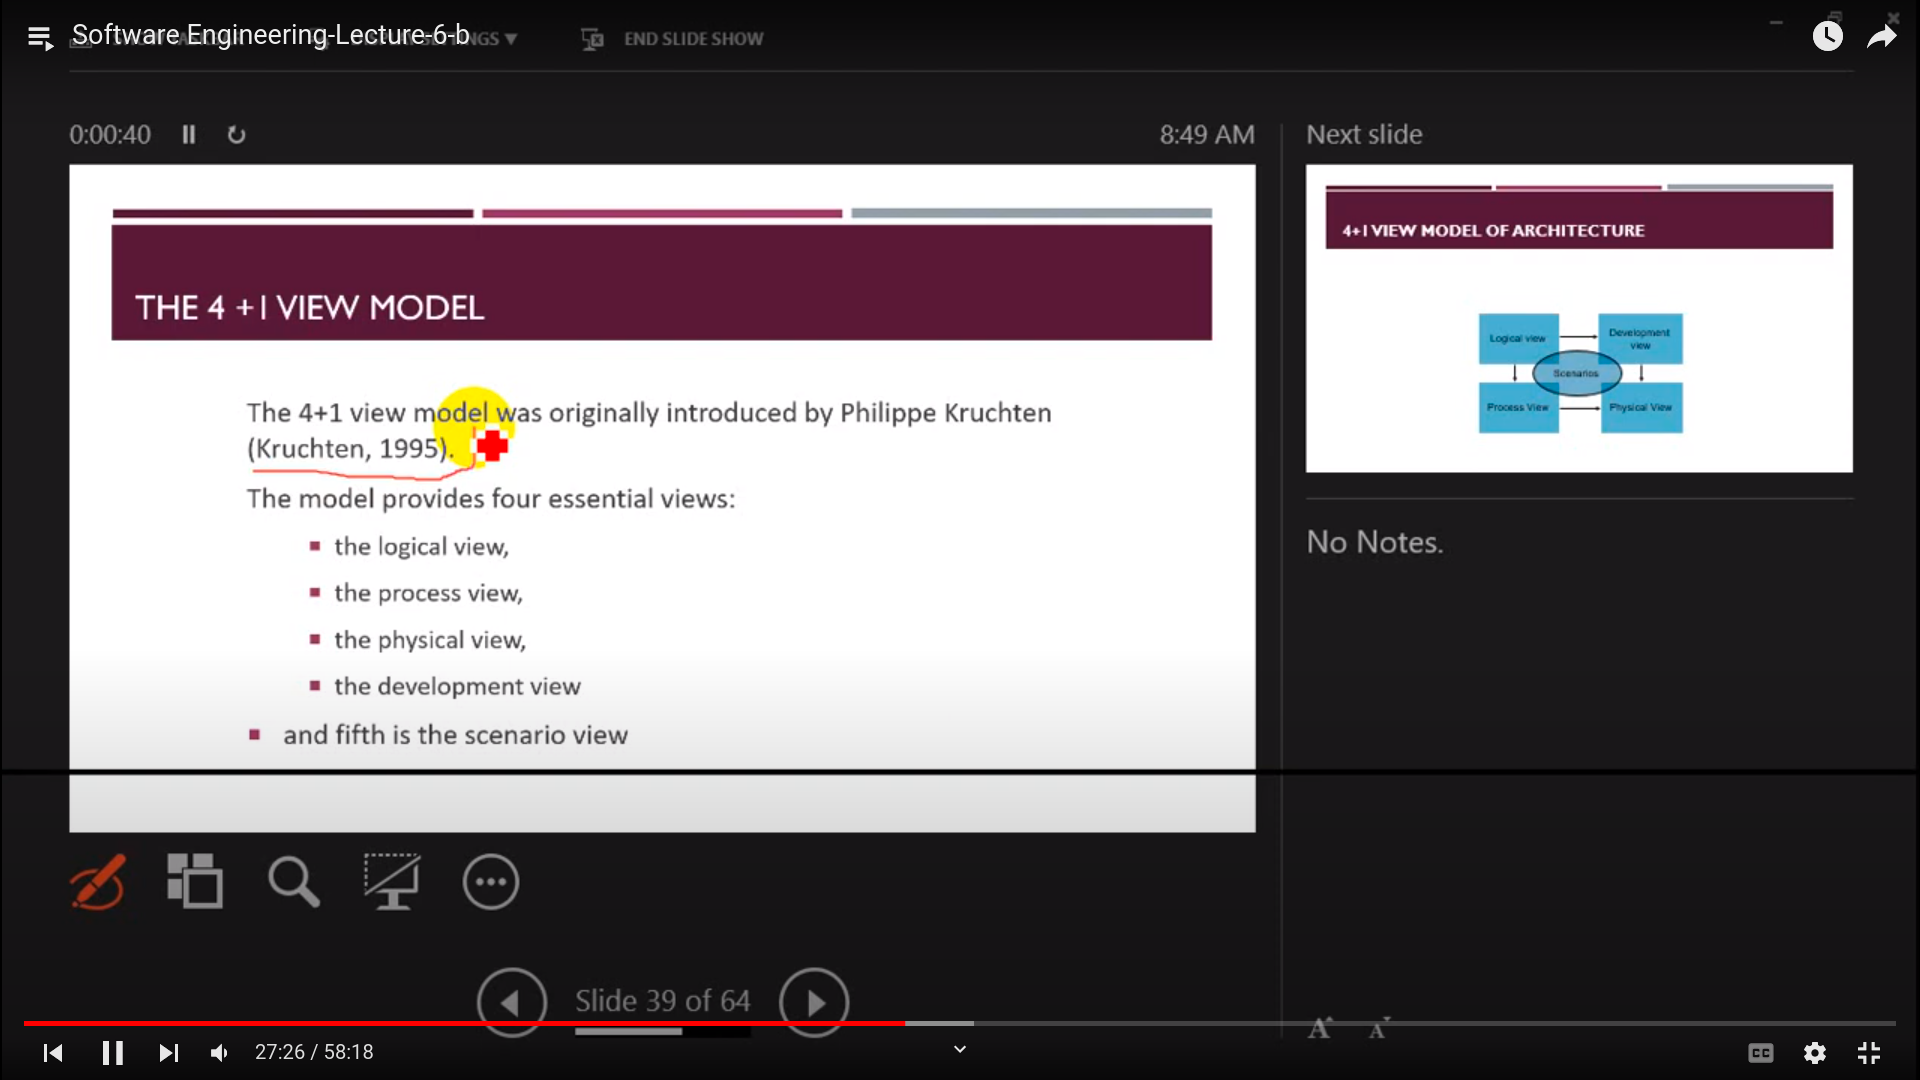 Software Engineering-Lecture-6-b
GS ▼
END SLIDE SHOW
0:00:40
8:49 AM
Next slide
THE 4 +1 VIEW MODEL
The 4+1 view model was originally introduced by Philippe Kruchten
(Kruchten, 1995).
The model provides four essential views:
the logical view,
the process view,
the physical view,
the development view
and fifth is the scenario view
4+1 VIEW MODEL OF ARCHITECTURE
Logical view
Development
view
Scenarios
Process View
Physical View
No Notes.
Slide 39 of 64
A A
27:26 / 58:18
CC